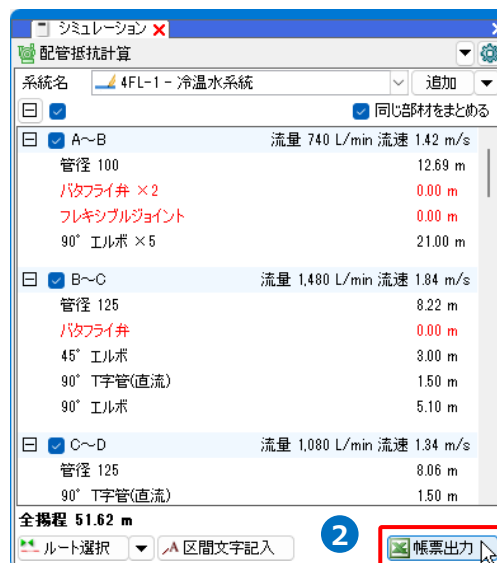 シミュレーション
配管抵抗計算
系統名 4FL-1 - 冷温水系統 追加
同じ部材をまとめる
A～B 流量 740 L/min 流速 1.42 m/s
管径 100 12.69 m
バタフライ弁 ×2 0.00 m
フレキシブルジョイント 0.00 m
90° エルボ ×5 21.00 m
B～C 流量 1,480 L/min 流速 1.84 m/s
管径 125 8.22 m
バタフライ弁 0.00 m
45° エルボ 3.00 m
90° T字管(直流) 1.50 m
90° エルボ 5.10 m
C～D 流量 1,080 L/min 流速 1.34 m/s
管径 125 8.06 m
90° T字管(直流) 1.50 m
全揚程 51.62 m
2
ルート選択 区間文字記入 帳票出力